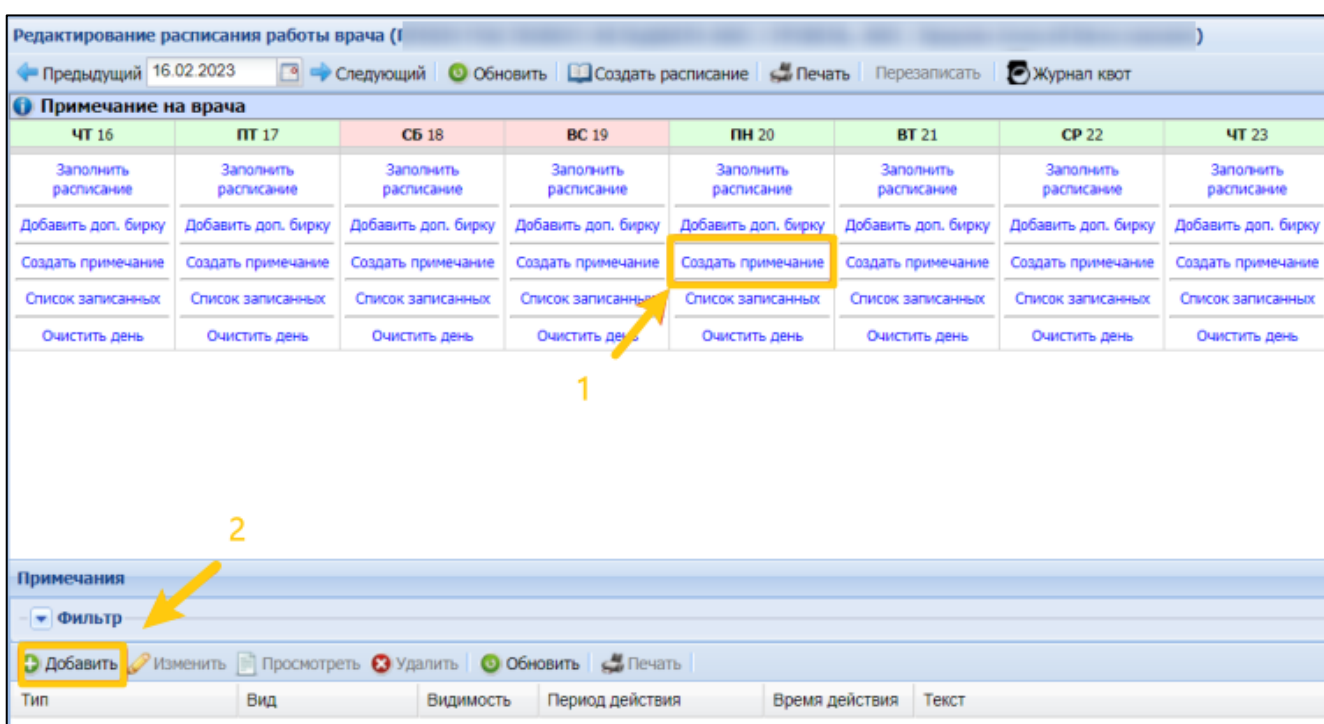 Редактирование расписания работы врача ( )
Предыдущий 16.02.2023 Следующий Обновить Создать расписание Печать Перезаписать Журнал квот
Примечание на врача
ЧТ 16 ПТ 17 СБ 18 ВС 19 ПН 20 ВТ 21 СР 22 ЧТ 23
Заполнить Заполнить Заполнить Заполнить Заполнить Заполнить Заполнить Заполнить
расписание расписание расписание расписание расписание расписание расписание расписание
Добавить доп. бирку Добавить доп. бирку Добавить доп. бирку Добавить доп. бирку Добавить доп. бирку Добавить доп. бирку Добавить доп. бирку Добавить доп. бирку
Создать примечание Создать примечание Создать примечание Создать примечание Создать примечание Создать примечание Создать примечание Создать примечание
Список записанных Список записанных Список записанных Список записанных Список записанных Список записанных Список записанных Список записанных
Очистить день Очистить день Очистить день Очистить день Очистить день Очистить день Очистить день Очистить день
1
2
Примечания
Фильтр
Добавить Изменить Просмотреть Удалить Обновить Печать
Тип Вид Видимость Период действия Время действия Текст